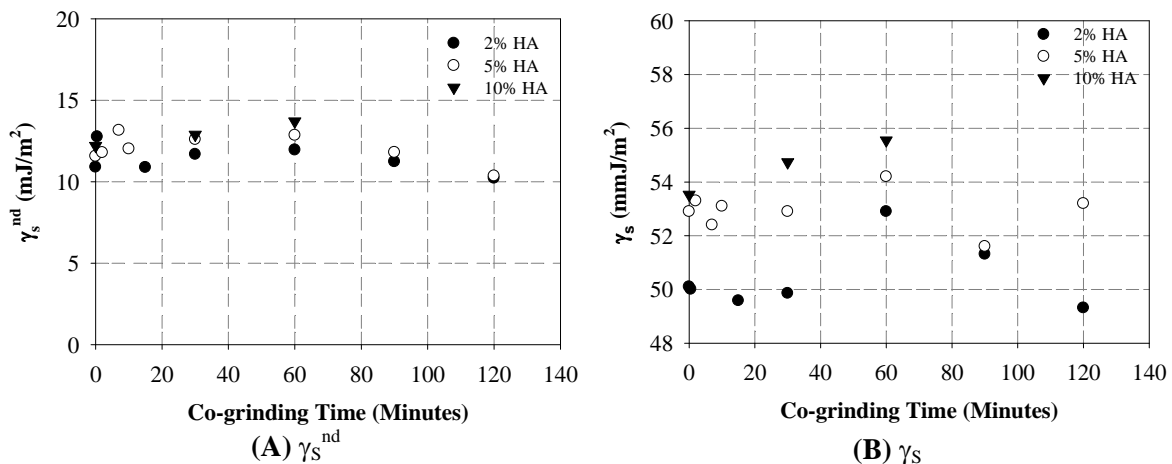 20
15
10
5
0
γsnd (mJ/m2)
2% HA
5% HA
10% HA
0 20 40 60 80 100 120 140
Co-grinding Time (Minutes)
(A) γSnd
60
58
56
54
52
50
48
γs (mmJ/m2)
2% HA
5% HA
10% HA
0 20 40 60 80 100 120 140
Co-grinding Time (Minutes)
(B) γS